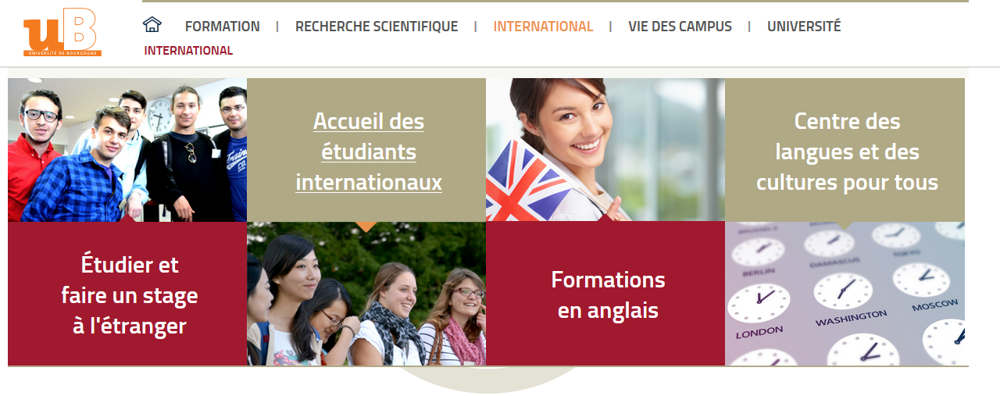 uB
UNIVERSITÉ DE BOURGOGNE
FORMATION | RECHERCHE SCIENTIFIQUE | INTERNATIONAL | VIE DES CAMPUS | UNIVERSITÉ
INTERNATIONAL
Accueil des
étudiants
internationaux
Centre des
langues et des
cultures pour tous
Étudier et
faire un stage
à l'étranger
Formations
en anglais
BRUSSELS
DAMASCUS
TOKYO
BERLIN
MOSCOW
WASHINGTON
LONDON